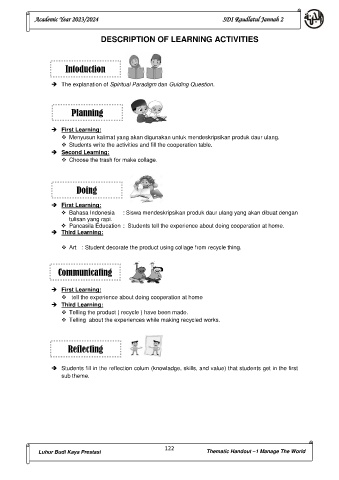 Academic Year 2023/2024 SDI Raudlatul Jannah 2
DESCRIPTION OF LEARNING ACTIVITIES
Intoduction
The explanation of Spiritual Paradigm dan Guiding Question.
Planning
First Learning:
Menyusun kalimat yang akan digunakan untuk mendeskripsikan produk daur ulang.
Students write the activities and fill the cooperation table.
Second Learning:
Choose the trash for make collage.
Doing
First Learning:
Bahasa Indonesia : Siswa mendeskripsikan produk daur ulang yang akan dibuat dengan
tulisan yang rapi.
Pancasila Education : Students tell the experience about doing cooperation at home.
Third Learning:
Art : Student decorate the product using collage from recycle thing.
Communicating
First Learning:
tell the experience about doing cooperation at home
Third Learning:
Telling the product ( recycle ) have been made.
Telling about the experiences while making recycled works.
Reflecting
Students fill in the reflection colum (knowladge, skills, and value) that students get in the first
sub theme.
Luhur Budi Kaya Prestasi 122 Thematic Handout –1 Manage The World